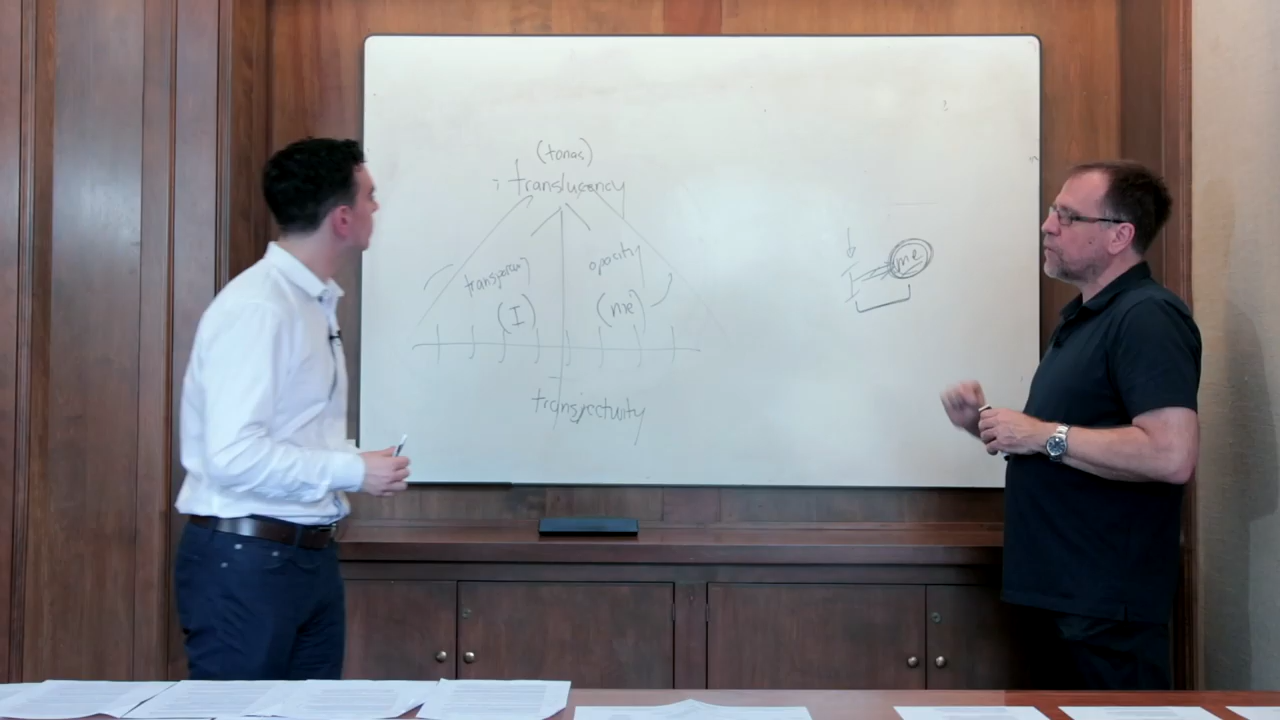 (tonos)
translucency
transparency
opacity
(I)
(me)
transjectivity
I
me